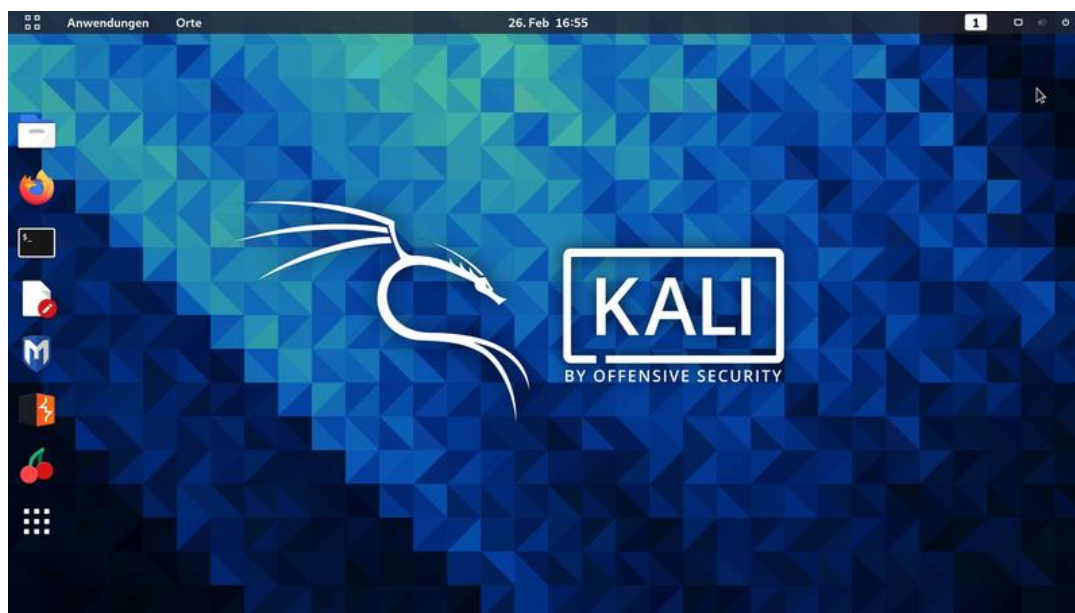 Anwendungen Orte 26. Feb 16:55 1
$_
M
KALI
BY OFFENSIVE SECURITY